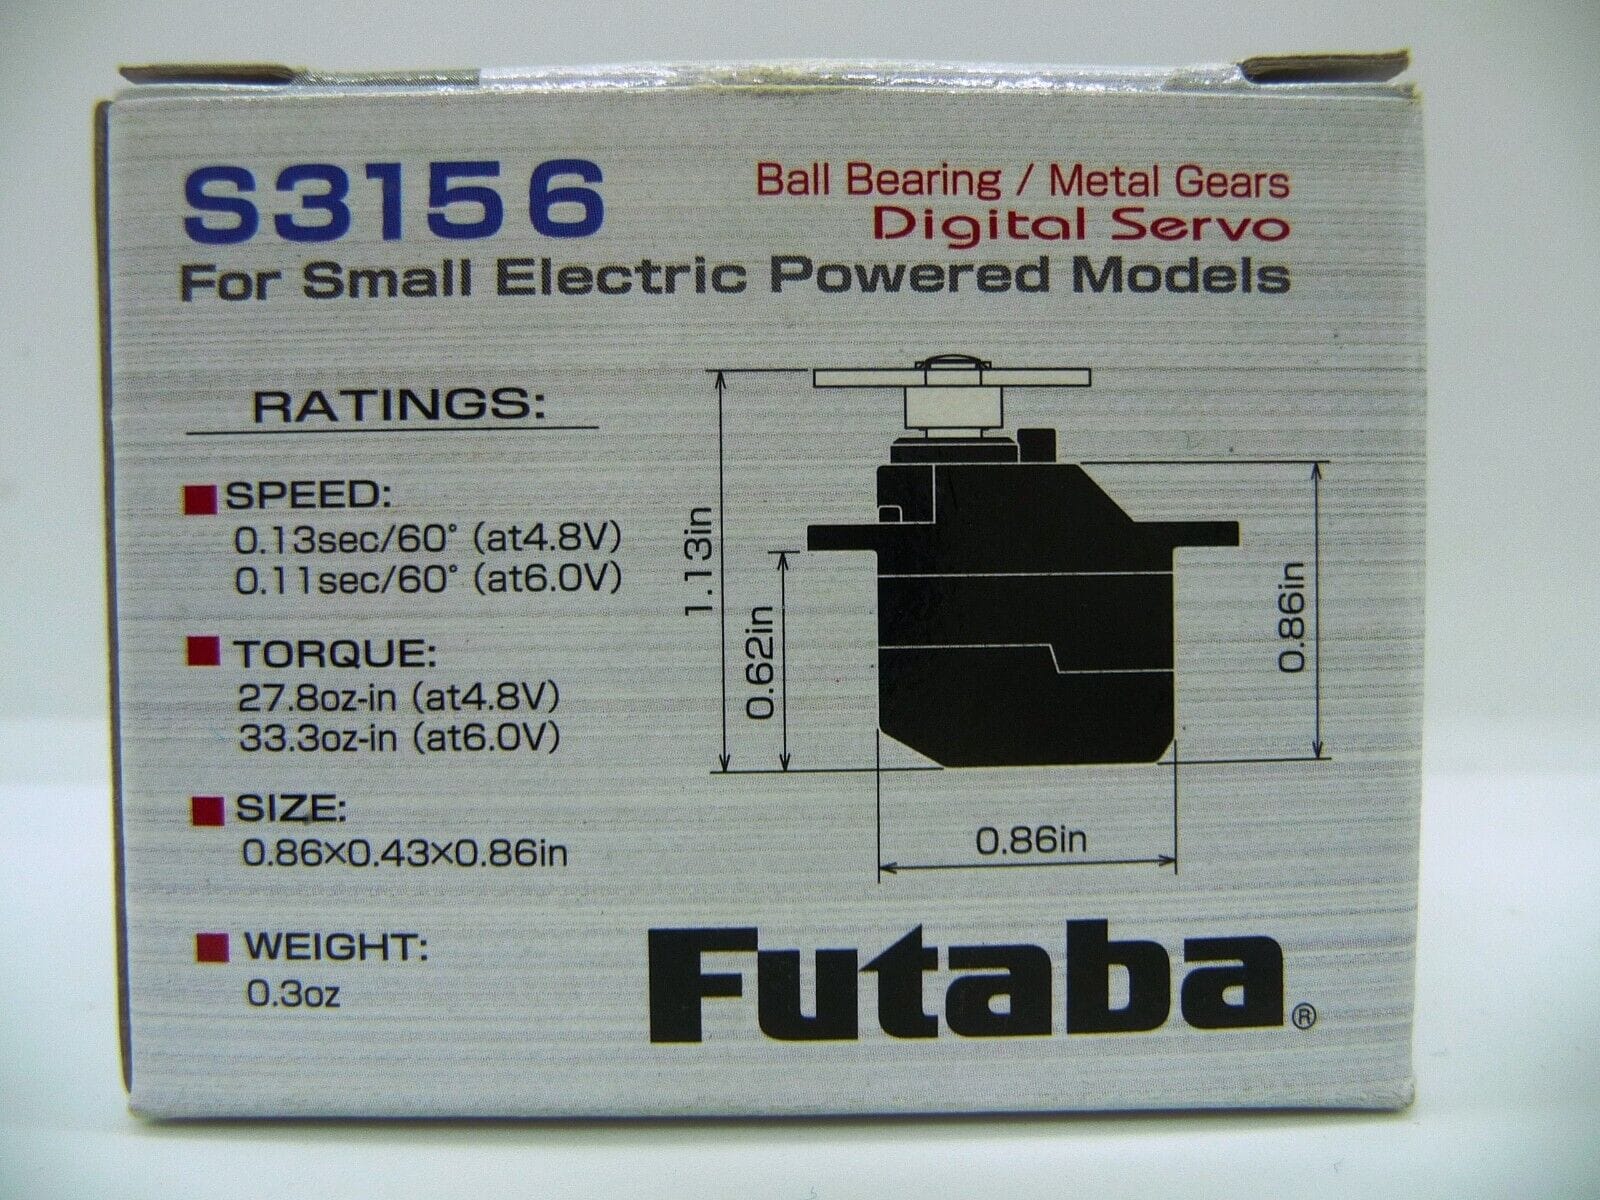 S3156
Ball Bearing / Metal Gears
Digital Servo
For Small Electric Powered Models
RATINGS:
SPEED:
0.13sec/60° (at4.8V)
0.11sec/60° (at6.0V)
TORQUE:
27.8oz-in (at4.8V)
33.3oz-in (at6.0V)
SIZE:
0.86×0.43×0.86in
WEIGHT:
0.3oz
1.13in
0.62in
0.86in
0.86in
Futaba®